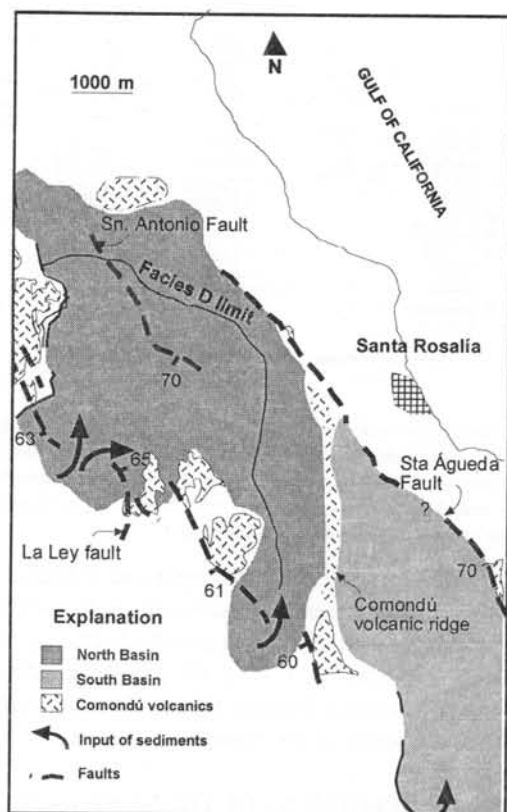 1000 m
N
GULF OF CALIFORNIA
Sn. Antonio Fault
Facies D limit
Santa Rosalía
70
63
65
Sta Águeda
Fault
?
La Ley fault
70
61
Comondú
volcanic ridge
60
Explanation
North Basin
South Basin
Comondú volcanics
Input of sediments
Faults